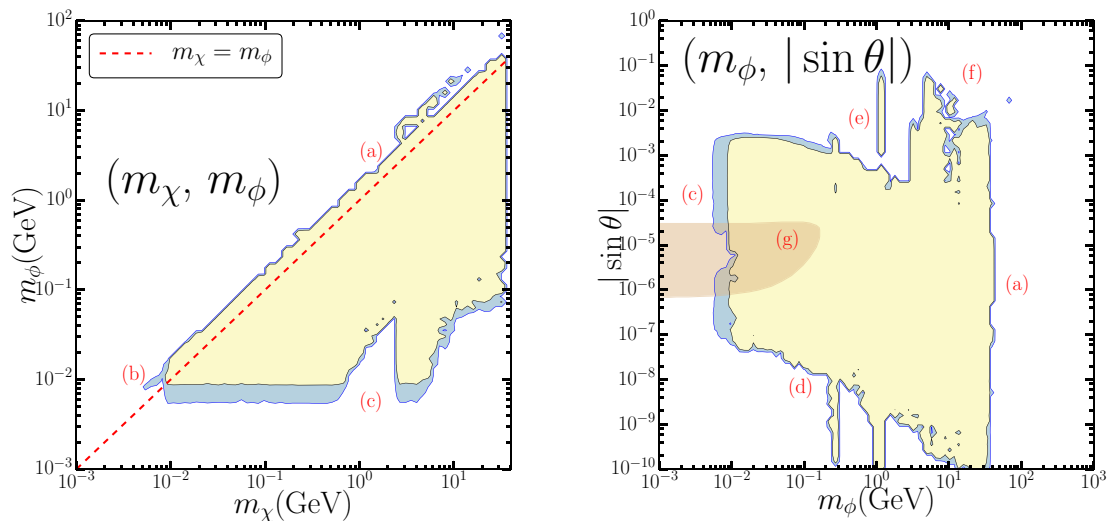 m_χ = m_ϕ
(m_χ, m_ϕ)
(a)
(b)
(c)
10^2
10^1
10^0
10^−1
10^−2
10^−3
m_ϕ(GeV)
10^−3 10^−2 10^−1 10^0 10^1
m_χ(GeV)
(m_ϕ, | sin θ|)
(f)
(e)
(c)
(g)
(a)
(d)
10^0
10^−1
10^−2
10^−3
10^−4
10^−5
10^−6
10^−7
10^−8
10^−9
10^−10
| sin θ|
10^−3 10^−2 10^−1 10^0 10^1 10^2 10^3
m_ϕ(GeV)